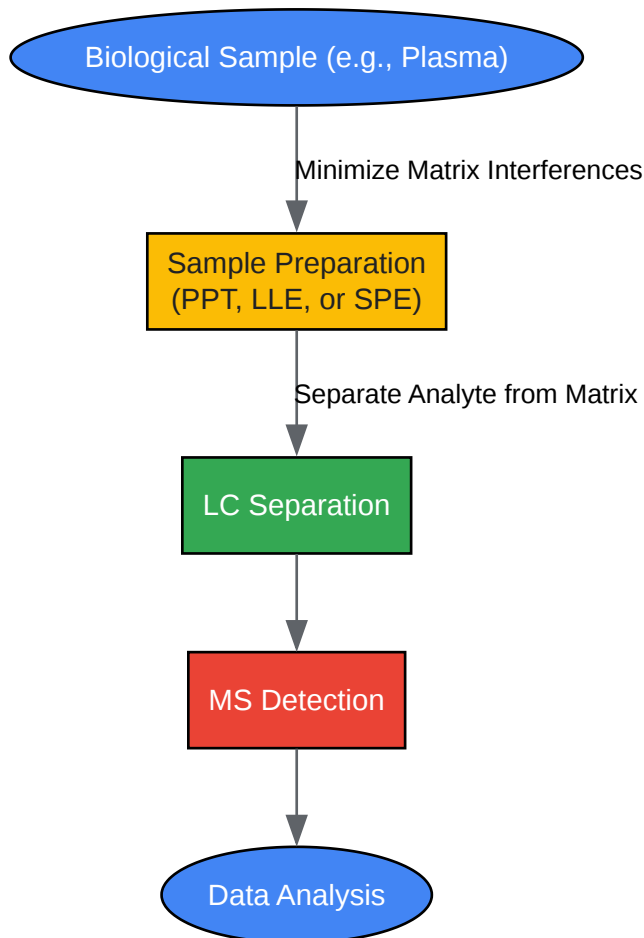 Biological Sample (e.g., Plasma)
Minimize Matrix Interferences
Sample Preparation
(PPT, LLE, or SPE)
Separate Analyte from Matrix
LC Separation
MS Detection
Data Analysis